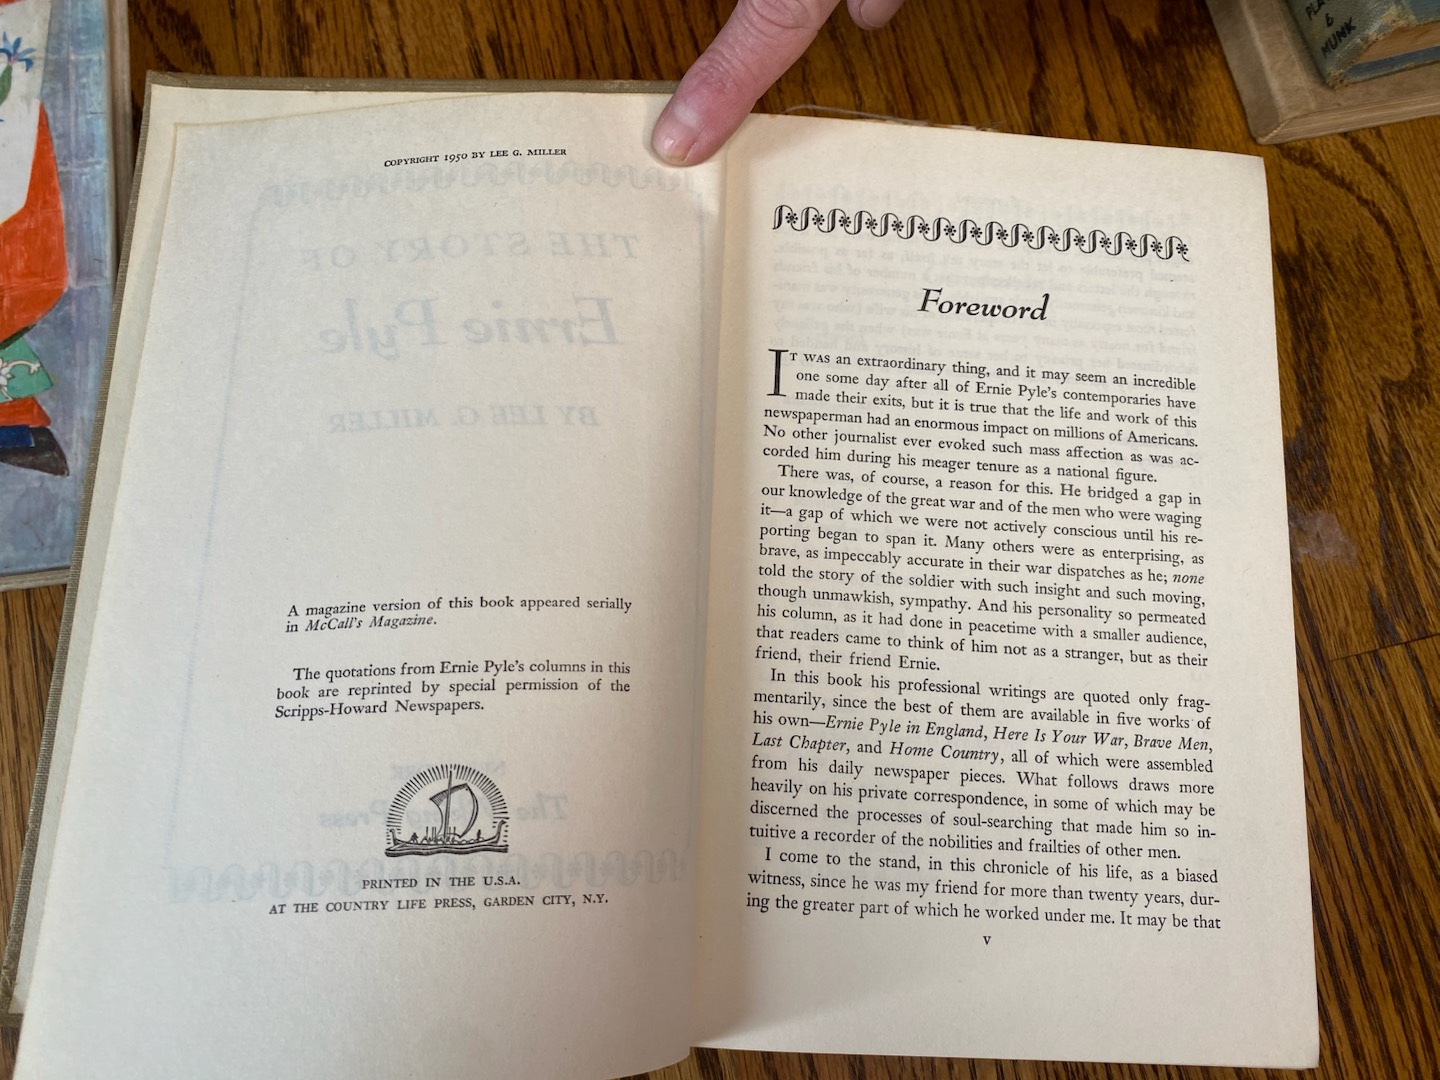 COPYRIGHT 1950 BY LEE G. MILLER
THE STORY OF
Ernie Pyle
BY LEE G. MILLER
A magazine version of this book appeared serially
in McCall's Magazine.
The quotations from Ernie Pyle's columns in this
book are reprinted by special permission of the
Scripps-Howard Newspapers.
PRINTED IN THE U.S.A.
AT THE COUNTRY LIFE PRESS, GARDEN CITY, N.Y.
Foreword
IT WAS an extraordinary thing, and it may seem an incredible
one some day after all of Ernie Pyle's contemporaries have
made their exits, but it is true that the life and work of this
newspaperman had an enormous impact on millions of Americans.
No other journalist ever evoked such mass affection as was ac-
corded him during his meager tenure as a national figure.
There was, of course, a reason for this. He bridged a gap in
our knowledge of the great war and of the men who were waging
it—a gap of which we were not actively conscious until his re-
porting began to span it. Many others were as enterprising, as
brave, as impeccably accurate in their war dispatches as he; none
told the story of the soldier with such insight and such moving,
though unmawkish, sympathy. And his personality so permeated
his column, as it had done in peacetime with a smaller audience,
that readers came to think of him not as a stranger, but as their
friend, their friend Ernie.
In this book his professional writings are quoted only frag-
mentarily, since the best of them are available in five works of
his own—Ernie Pyle in England, Here Is Your War, Brave Men,
Last Chapter, and Home Country, all of which were assembled
from his daily newspaper pieces. What follows draws more
heavily on his private correspondence, in some of which may be
discerned the processes of soul-searching that made him so in-
tuitive a recorder of the nobilities and frailties of other men.
I come to the stand, in this chronicle of his life, as a biased
witness, since he was my friend for more than twenty years, dur-
ing the greater part of which he worked under me. It may be that
v
&
MUNK